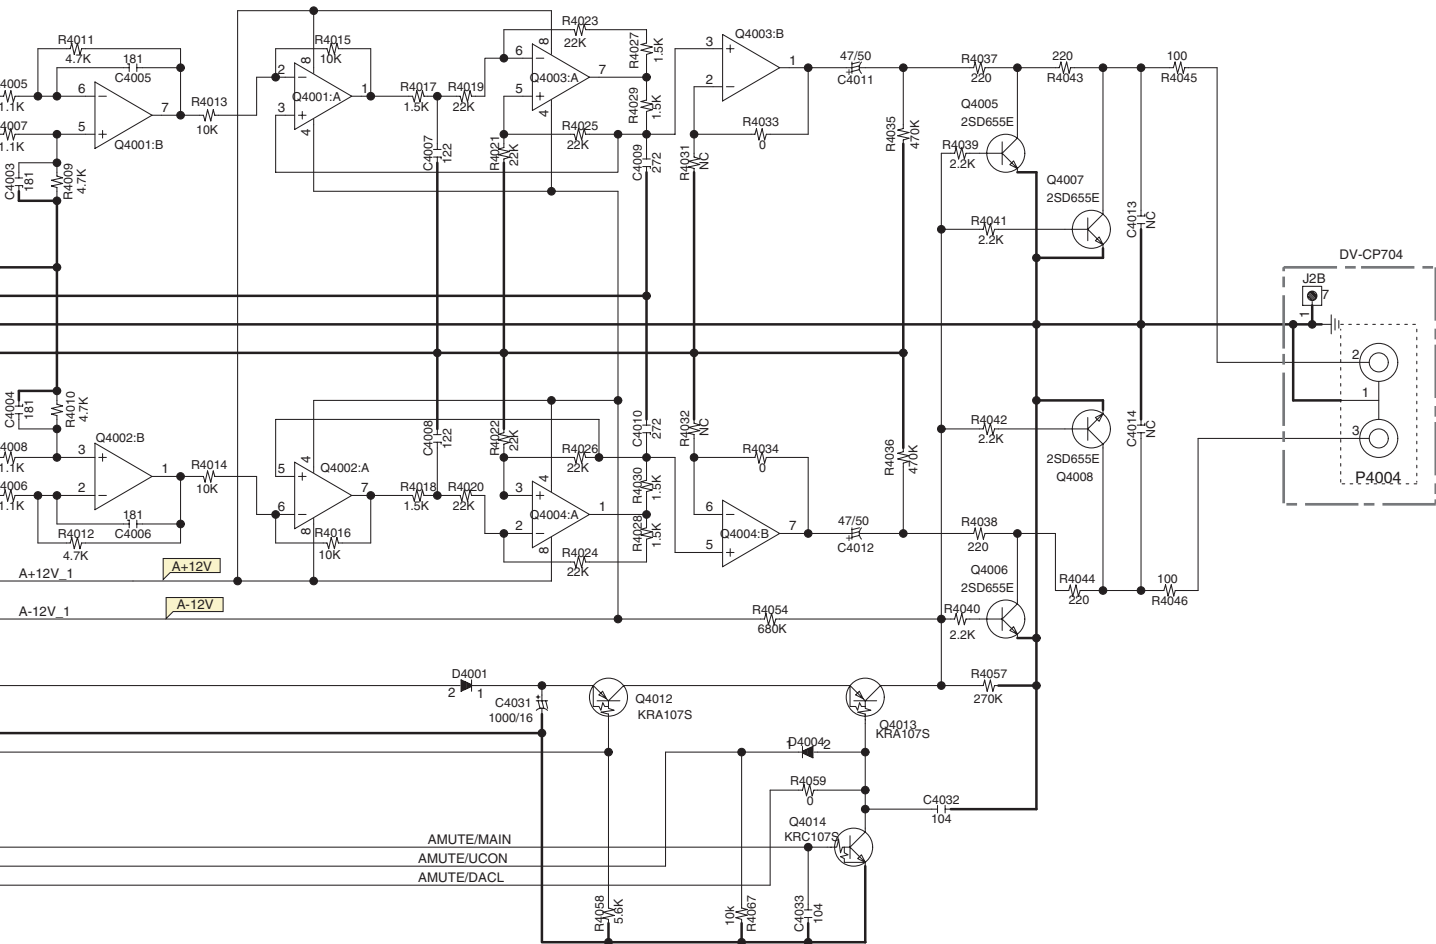 R4011
4.7K
181
C4005
4005
1.1K
6
5
7
Q4001:B
4007
1.1K
C4003
181
R4009
4.7K
R4013
10K
R4015
10K
8
2
3
4
1
Q4001:A
R4017
1.5K
R4019
22K
C4007
122
R4021
22K
R4023
22K
8
6
5
4
7
Q4003:A
R4025
22K
R4027
1.5K
R4029
1.5K
C4009
272
R4031
NC
Q4003:B
3
2
1
R4033
0
47/50
C4011
R4035
470K
R4037
220
220
R4043
100
R4045
Q4005
2SD655E
R4039
2.2K
Q4007
2SD655E
R4041
2.2K
C4013
NC
DV-CP704
J2B
7
1
2
1
3
P4004
C4004
181
R4010
4.7K
4008
1.1K
4006
1.1K
Q4002:B
3
2
1
181
C4006
R4012
4.7K
R4014
10K
4
5
6
8
7
Q4002:A
R4016
10K
R4018
1.5K
R4020
22K
C4008
122
R4022
22K
R4026
22K
4
3
2
8
1
Q4004:A
R4024
22K
C4010
272
R4030
1.5K
R4028
1.5K
R4032
NC
R4034
0
6
5
7
Q4004:B
47/50
C4012
R4036
470K
R4042
2.2K
2SD655E
Q4008
C4014
NC
R4038
220
Q4006
2SD655E
R4040
2.2K
R4044
220
100
R4046
A+12V_1
A+12V
A-12V_1
A-12V
R4054
680K
D4001
2
1
C4031
1000/16
+
Q4012
KRA107S
Q4013
KRA107S
R4057
270K
1
D4004
2
R4059
0
Q4014
KRC107S
C4032
104
AMUTE/MAIN
AMUTE/UCON
AMUTE/DACL
R4058
5.6K
10k
R4067
C4033
104